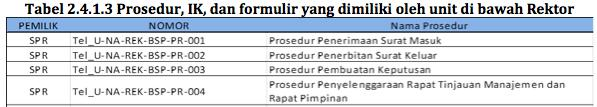 Tabel 2.4.1.3 Prosedur, IK, dan formulir yang dimiliki oleh unit di bawah Rektor
PEMILIK NOMOR Nama Prosedur
SPR Tel_U-NA-REK-BSP-PR-001 Prosedur Penerimaan Surat Masuk
SPR Tel_U-NA-REK-BSP-PR-002 Prosedur Penerbitan Surat Keluar
SPR Tel_U-NA-REK-BSP-PR-003 Prosedur Pembuatan Keputusan
SPR Tel_U-NA-REK-BSP-PR-004 Prosedur Penyelenggaraan Rapat Tinjauan Manajemen dan
Rapat Pimpinan